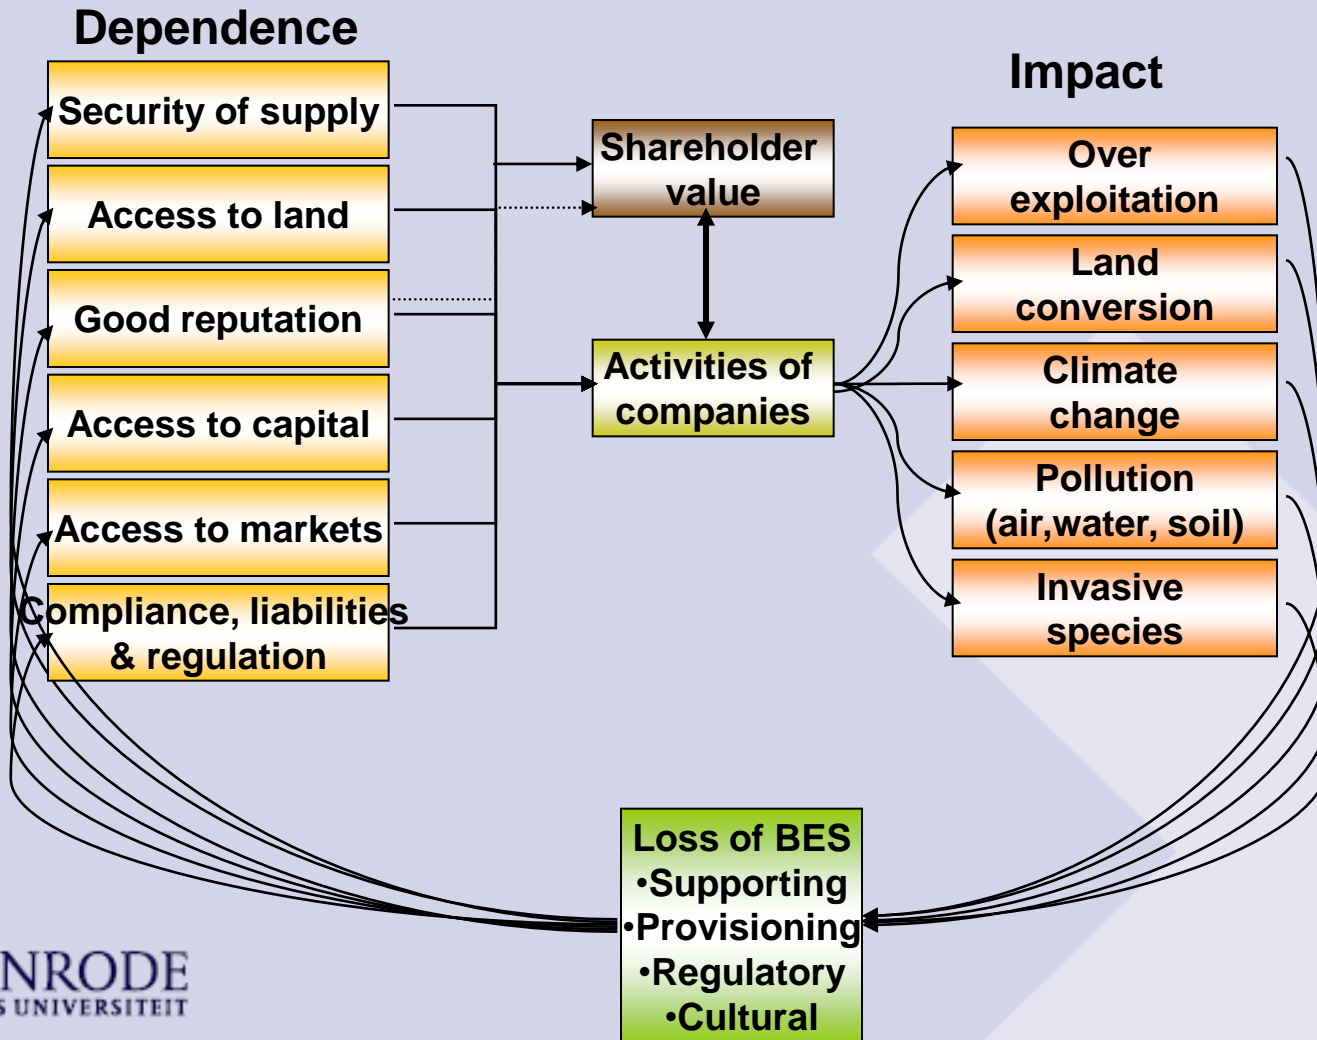 Dependence
Security of supply
Access to land
Good reputation
Access to capital
Access to markets
Compliance, liabilities
& regulation
Shareholder
value
Activities of
companies
Impact
Over
exploitation
Land
conversion
Climate
change
Pollution
(air,water, soil)
Invasive
species
Loss of BES
•Supporting
•Provisioning
•Regulatory
•Cultural
NRODE
S UNIVERSITEIT